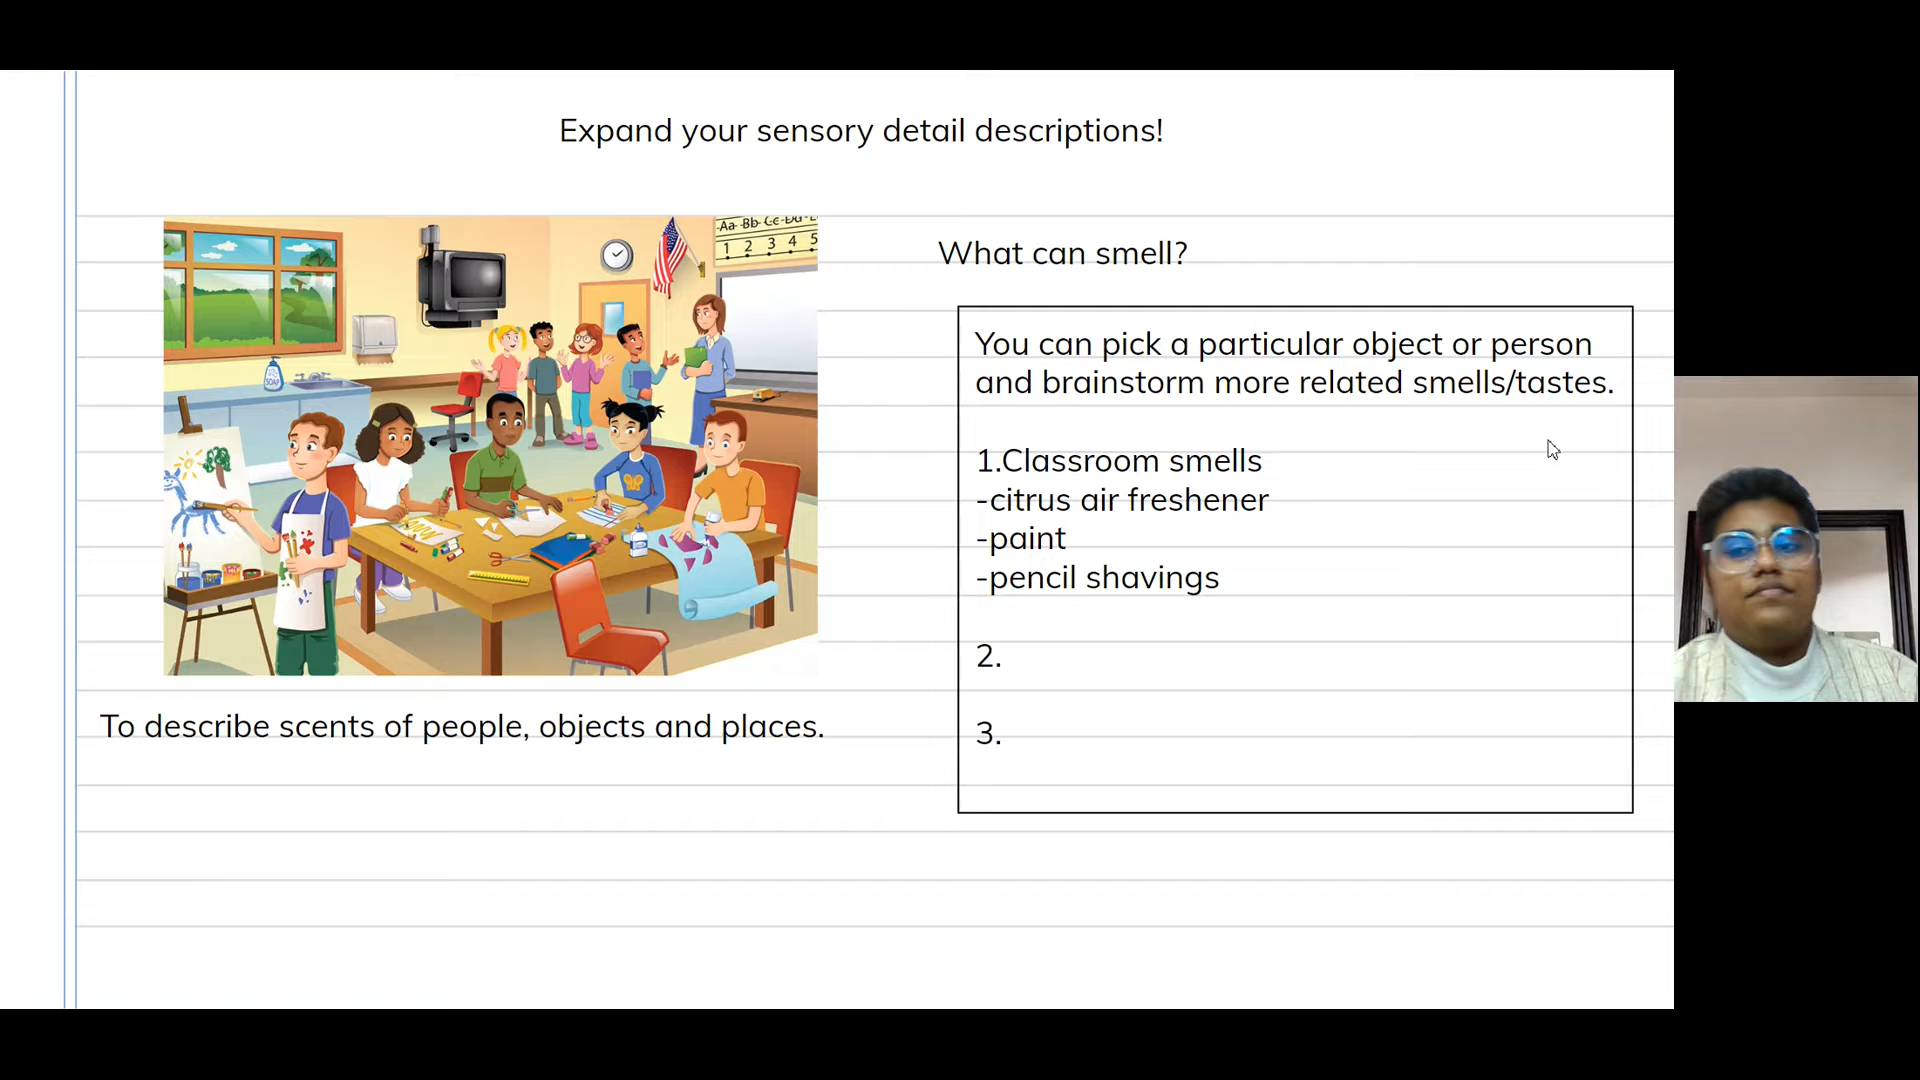 Expand your sensory detail descriptions!
-Aa-Bb-Cc-Dd-E
1 2 3 4 5
SOAP
What can smell?
You can pick a particular object or person
and brainstorm more related smells/tastes.
1.Classroom smells
-citrus air freshener
-paint
-pencil shavings
2.
3.
To describe scents of people, objects and places.